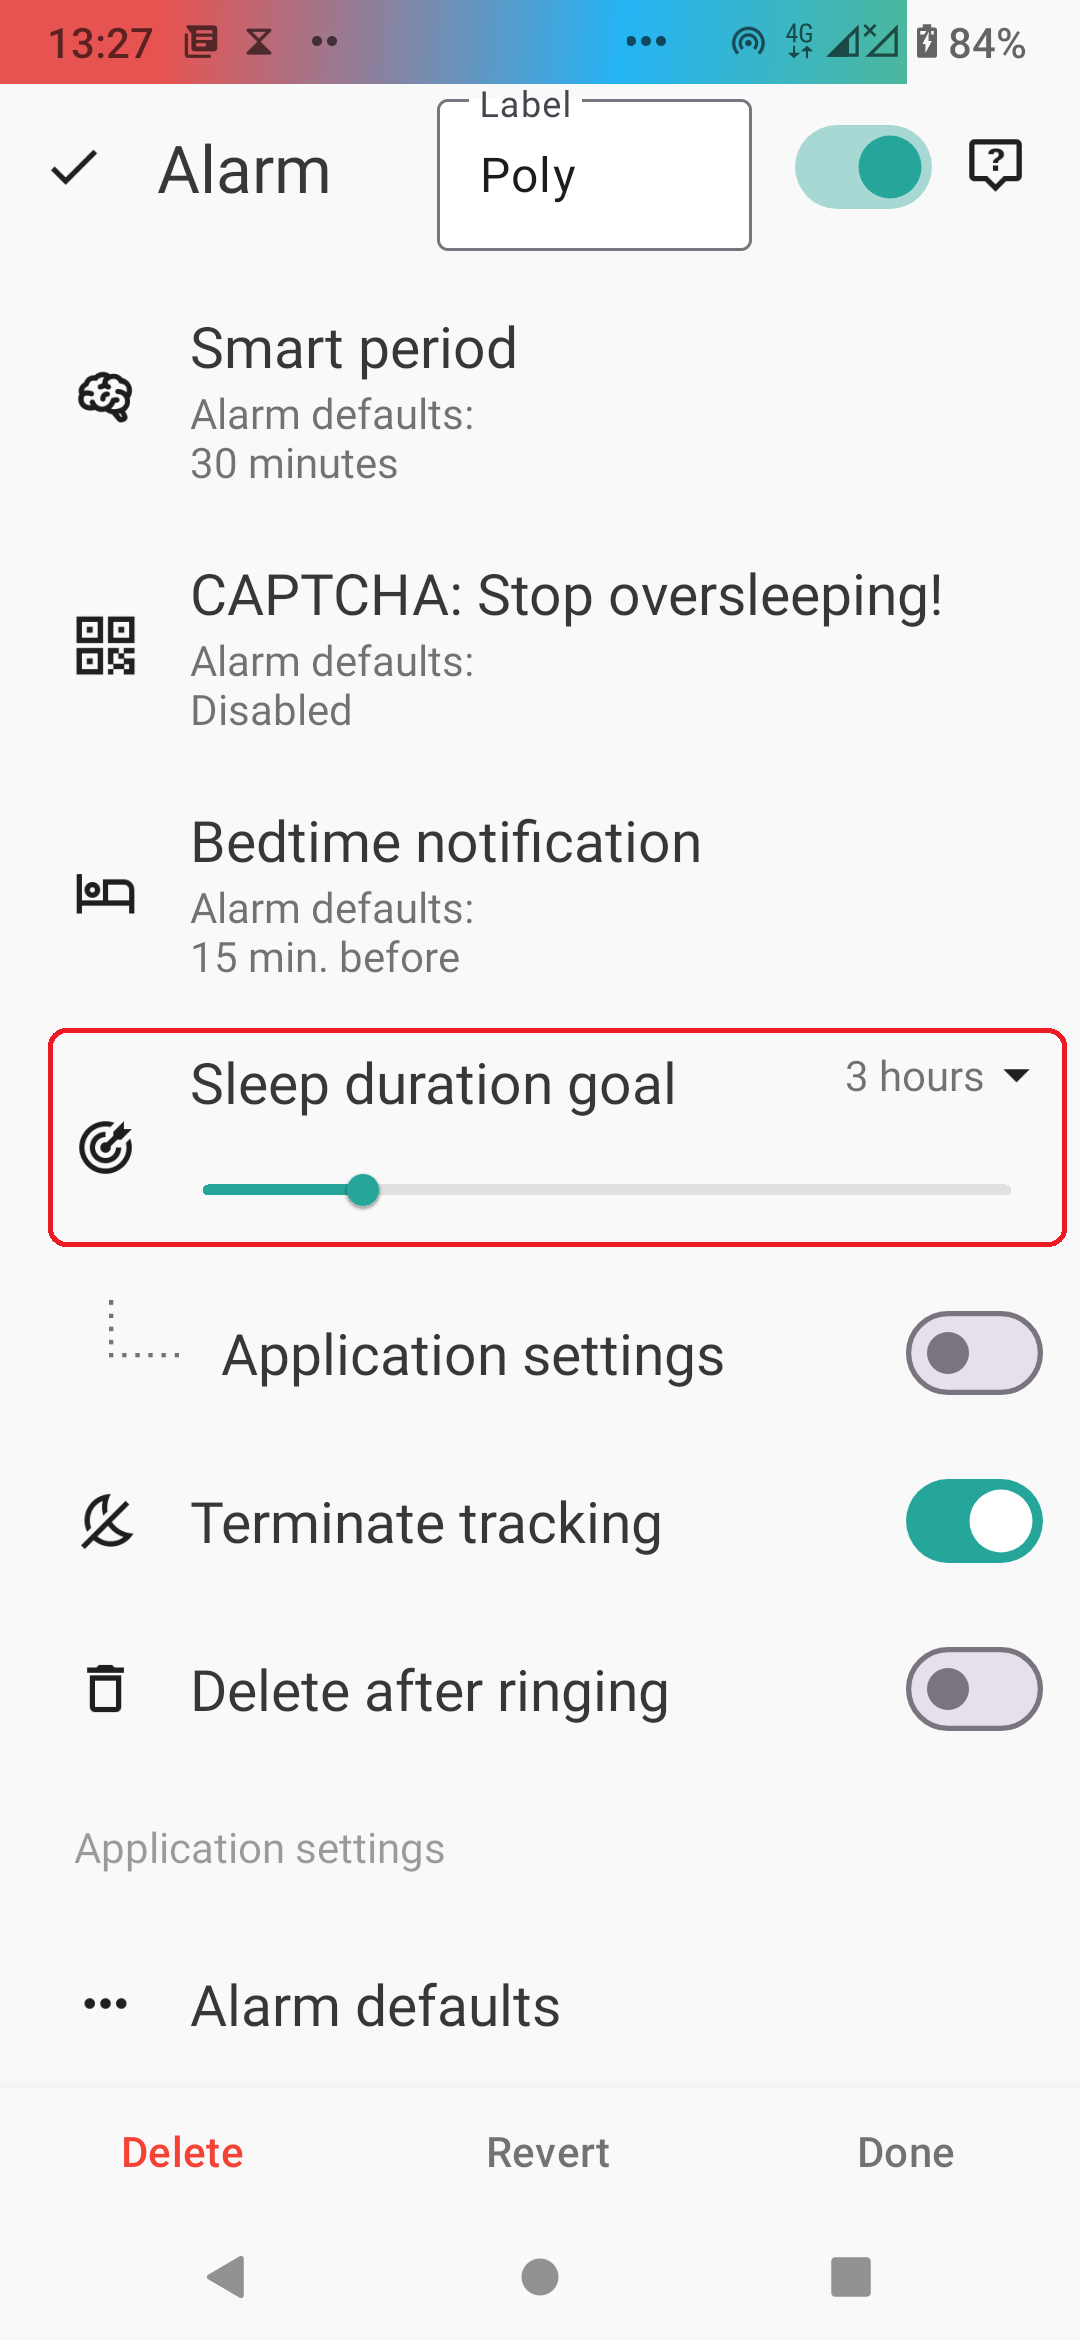 13:27
4G
84%
Label
Alarm
Poly
?
Smart period
Alarm defaults:
30 minutes
CAPTCHA: Stop oversleeping!
Alarm defaults:
Disabled
Bedtime notification
Alarm defaults:
15 min. before
Sleep duration goal
3 hours
Application settings
Terminate tracking
Delete after ringing
Application settings
Alarm defaults
Delete
Revert
Done